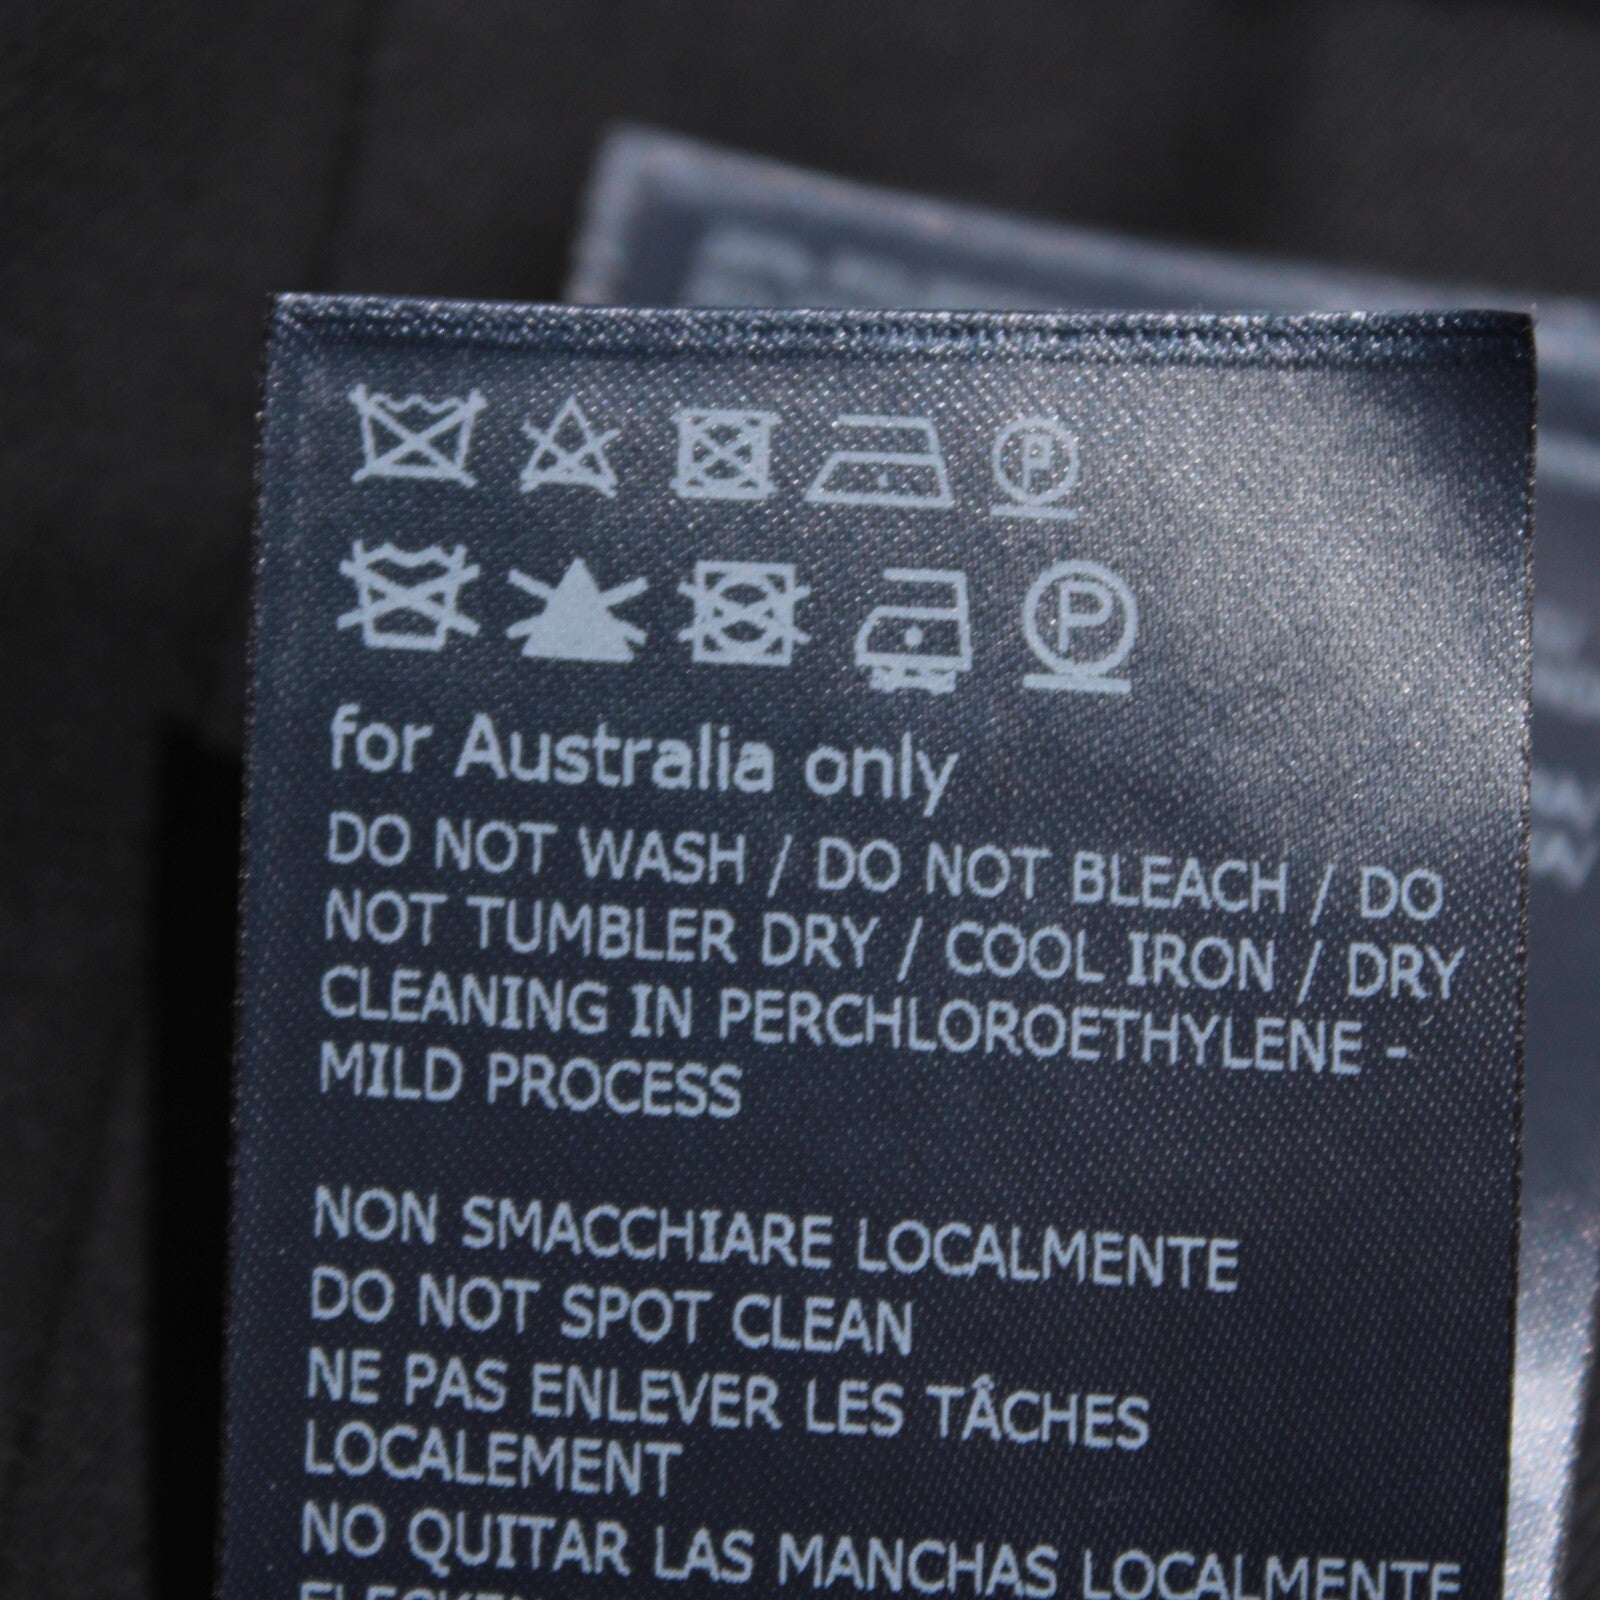 P
P
for Australia only
DO NOT WASH / DO NOT BLEACH / DO
NOT TUMBLER DRY / COOL IRON / DRY
CLEANING IN PERCHLOROETHYLENE -
MILD PROCESS
NON SMACCHIARE LOCALMENTE
DO NOT SPOT CLEAN
NE PAS ENLEVER LES TÂCHES
LOCALEMENT
NO QUITAR LAS MANCHAS LOCALMENTE